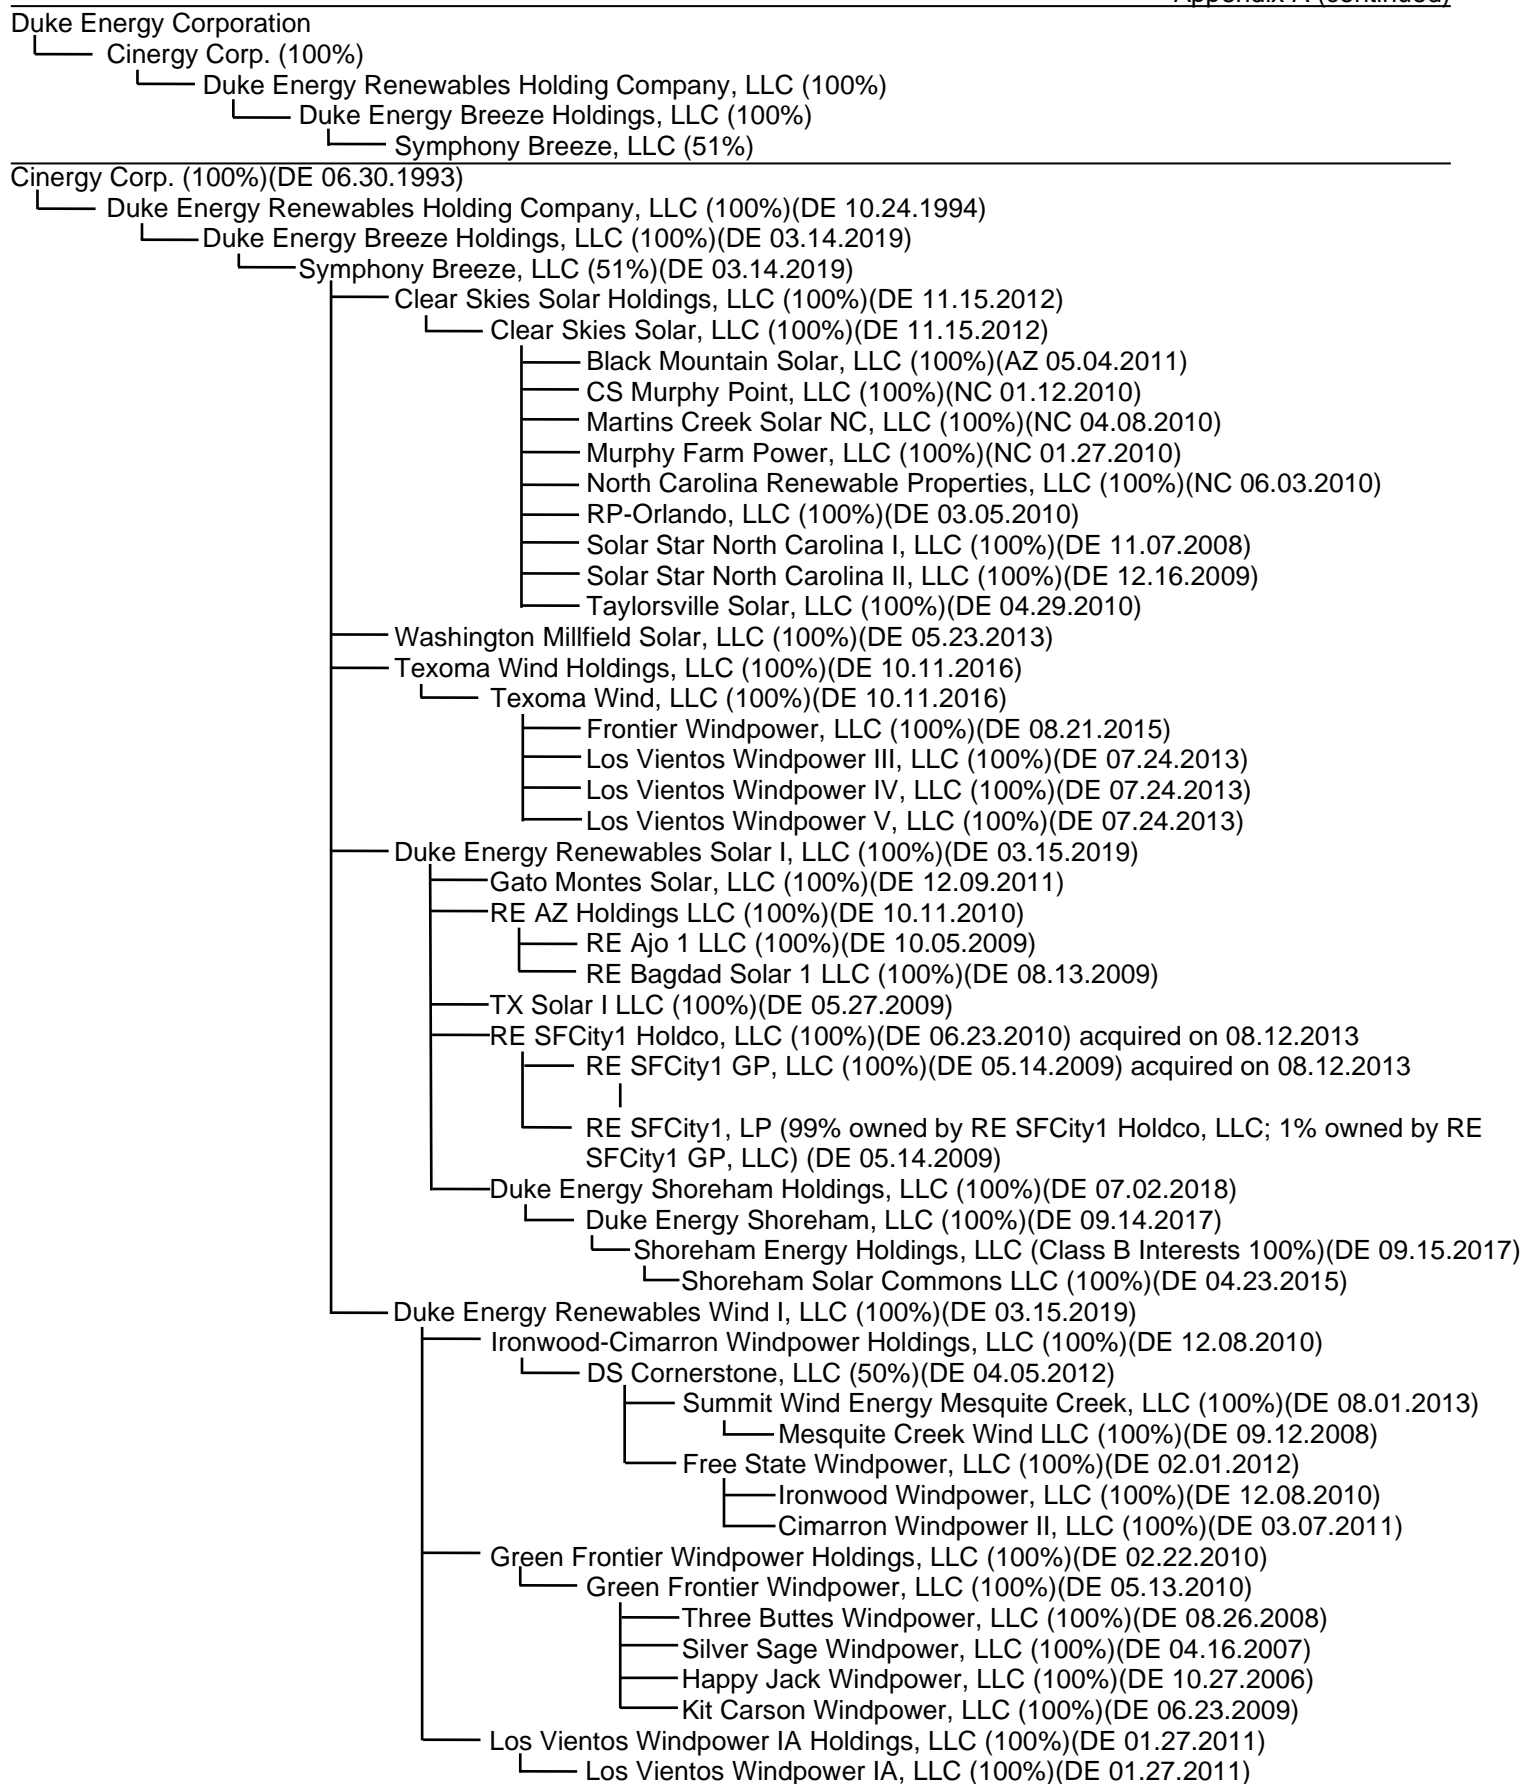 Appendix A (continued)
Duke Energy Corporation
Cinergy Corp. (100%)
Duke Energy Renewables Holding Company, LLC (100%)
Duke Energy Breeze Holdings, LLC (100%)
Symphony Breeze, LLC (51%)
Cinergy Corp. (100%)(DE 06.30.1993)
Duke Energy Renewables Holding Company, LLC (100%)(DE 10.24.1994)
Duke Energy Breeze Holdings, LLC (100%)(DE 03.14.2019)
Symphony Breeze, LLC (51%)(DE 03.14.2019)
Clear Skies Solar Holdings, LLC (100%)(DE 11.15.2012)
Clear Skies Solar, LLC (100%)(DE 11.15.2012)
Black Mountain Solar, LLC (100%)(AZ 05.04.2011)
CS Murphy Point, LLC (100%)(NC 01.12.2010)
Martins Creek Solar NC, LLC (100%)(NC 04.08.2010)
Murphy Farm Power, LLC (100%)(NC 01.27.2010)
North Carolina Renewable Properties, LLC (100%)(NC 06.03.2010)
RP-Orlando, LLC (100%)(DE 03.05.2010)
Solar Star North Carolina I, LLC (100%)(DE 11.07.2008)
Solar Star North Carolina II, LLC (100%)(DE 12.16.2009)
Taylorsville Solar, LLC (100%)(DE 04.29.2010)
Washington Millfield Solar, LLC (100%)(DE 05.23.2013)
Texoma Wind Holdings, LLC (100%)(DE 10.11.2016)
Texoma Wind, LLC (100%)(DE 10.11.2016)
Frontier Windpower, LLC (100%)(DE 08.21.2015)
Los Vientos Windpower III, LLC (100%)(DE 07.24.2013)
Los Vientos Windpower IV, LLC (100%)(DE 07.24.2013)
Los Vientos Windpower V, LLC (100%)(DE 07.24.2013)
Duke Energy Renewables Solar I, LLC (100%)(DE 03.15.2019)
Gato Montes Solar, LLC (100%)(DE 12.09.2011)
RE AZ Holdings LLC (100%)(DE 10.11.2010)
RE Ajo 1 LLC (100%)(DE 10.05.2009)
RE Bagdad Solar 1 LLC (100%)(DE 08.13.2009)
TX Solar I LLC (100%)(DE 05.27.2009)
RE SFCity1 Holdco, LLC (100%)(DE 06.23.2010) acquired on 08.12.2013
RE SFCity1 GP, LLC (100%)(DE 05.14.2009) acquired on 08.12.2013
RE SFCity1, LP (99% owned by RE SFCity1 Holdco, LLC; 1% owned by RE
SFCity1 GP, LLC) (DE 05.14.2009)
Duke Energy Shoreham Holdings, LLC (100%)(DE 07.02.2018)
Duke Energy Shoreham, LLC (100%)(DE 09.14.2017)
Shoreham Energy Holdings, LLC (Class B Interests 100%)(DE 09.15.2017)
Shoreham Solar Commons LLC (100%)(DE 04.23.2015)
Duke Energy Renewables Wind I, LLC (100%)(DE 03.15.2019)
Ironwood-Cimarron Windpower Holdings, LLC (100%)(DE 12.08.2010)
DS Cornerstone, LLC (50%)(DE 04.05.2012)
Summit Wind Energy Mesquite Creek, LLC (100%)(DE 08.01.2013)
Mesquite Creek Wind LLC (100%)(DE 09.12.2008)
Free State Windpower, LLC (100%)(DE 02.01.2012)
Ironwood Windpower, LLC (100%)(DE 12.08.2010)
Cimarron Windpower II, LLC (100%)(DE 03.07.2011)
Green Frontier Windpower Holdings, LLC (100%)(DE 02.22.2010)
Green Frontier Windpower, LLC (100%)(DE 05.13.2010)
Three Buttes Windpower, LLC (100%)(DE 08.26.2008)
Silver Sage Windpower, LLC (100%)(DE 04.16.2007)
Happy Jack Windpower, LLC (100%)(DE 10.27.2006)
Kit Carson Windpower, LLC (100%)(DE 06.23.2009)
Los Vientos Windpower IA Holdings, LLC (100%)(DE 01.27.2011)
Los Vientos Windpower IA, LLC (100%)(DE 01.27.2011)